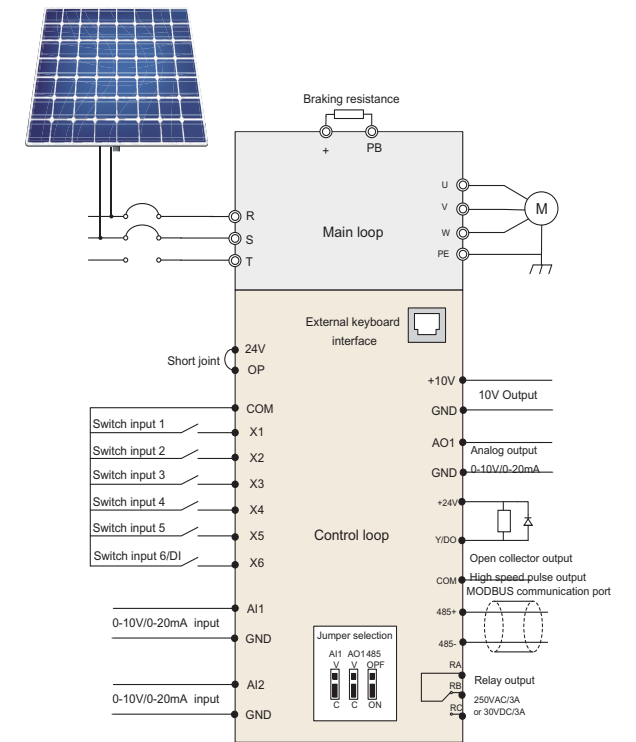 Braking resistance
+ PB
R
S
T
Main loop
U
V
W
PE
M
External keyboard
interface
Short joint
24V
OP
COM
Switch input 1
X1
Switch input 2
X2
Switch input 3
X3
Switch input 4
X4
Switch input 5
X5
Switch input 6/DI
X6
Control loop
AI1
0-10V/0-20mA input
GND
AI2
0-10V/0-20mA input
GND
Jumper selection
AI1 AO1 485
V V OPF
C C ON
+10V
10V Output
GND
AO1
Analog output
GND
0-10V/0-20mA
+24V
Y/DO
Open collector output
COM
High speed pulse output
MODBUS communication port
485+
485-
RA
RB
RC
Relay output
250VAC/3A
or 30VDC/3A